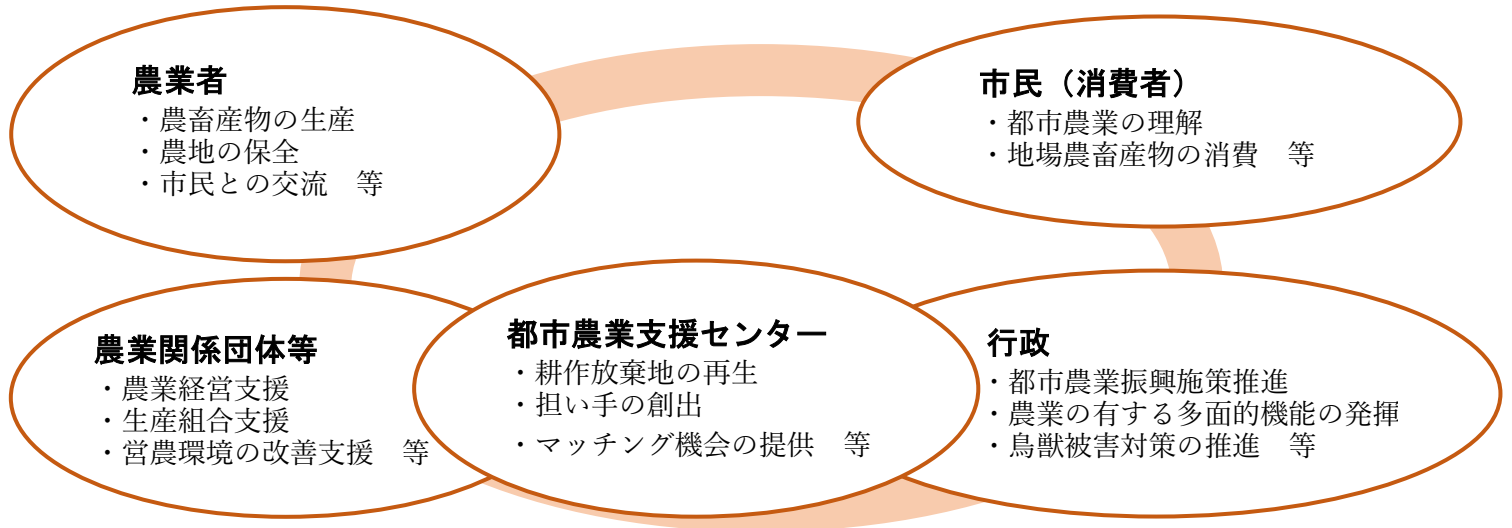 農業者
・農畜産物の生産
・農地の保全
・市民との交流　等
市民（消費者）
・都市農業の理解
・地場農畜産物の消費　等
農業関係団体等
・農業経営支援
・生産組合支援
・営農環境の改善支援　等
都市農業支援センター
・耕作放棄地の再生
・担い手の創出
・マッチング機会の提供　等
行政
・都市農業振興施策推進
・農業の有する多面的機能の発揮
・鳥獣被害対策の推進　等